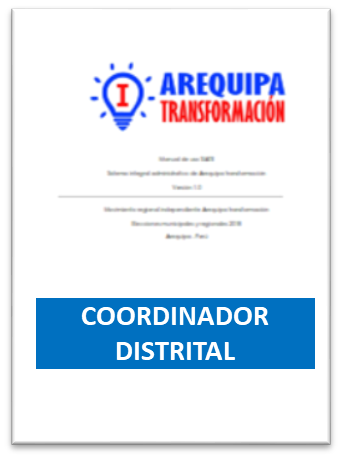 I
AREQUIPA
TRANSFORMACIÓN
Manual de uso
Sistema integral administrativo de Arequipa transformación
Versión 1.0
Movimiento regional independiente Arequipa transformación
Elecciones municipales y regionales 2018
Arequipa - Perú
COORDINADOR
DISTRITAL